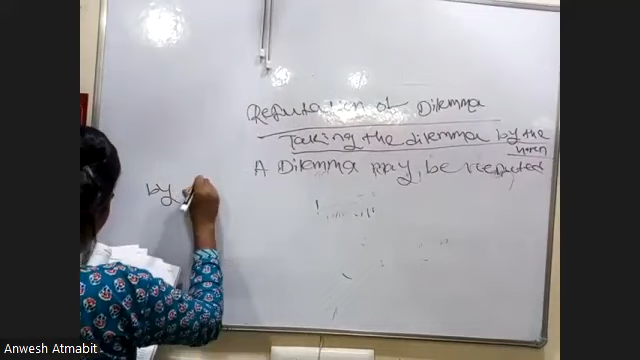 Refutation of Dilemma
Taking the dilemma by the
horn
A Dilemma may, be refuted
by
Anwesh Atmabit